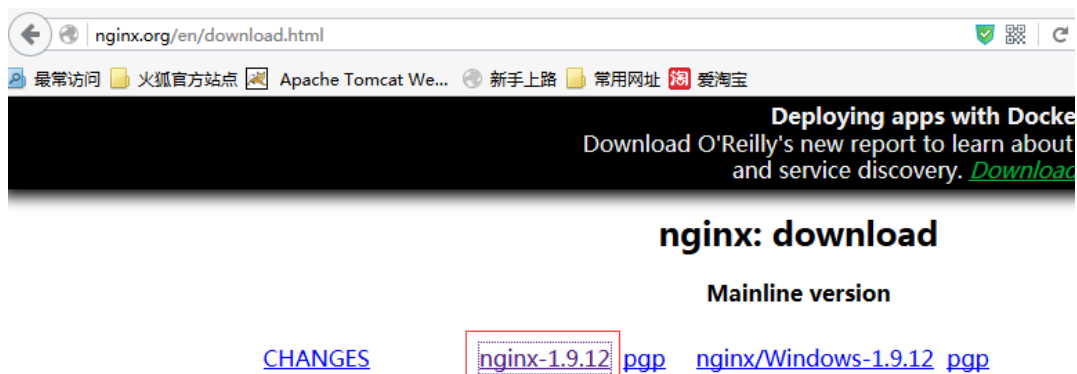 nginx.org/en/download.html
最常访问 火狐官方站点 Apache Tomcat We... 新手上路 常用网址 淘 爱淘宝
Deploying apps with Docke
Download O'Reilly's new report to learn about
and service discovery. Download
nginx: download
Mainline version
CHANGES nginx-1.9.12 pgp nginx/Windows-1.9.12 pgp